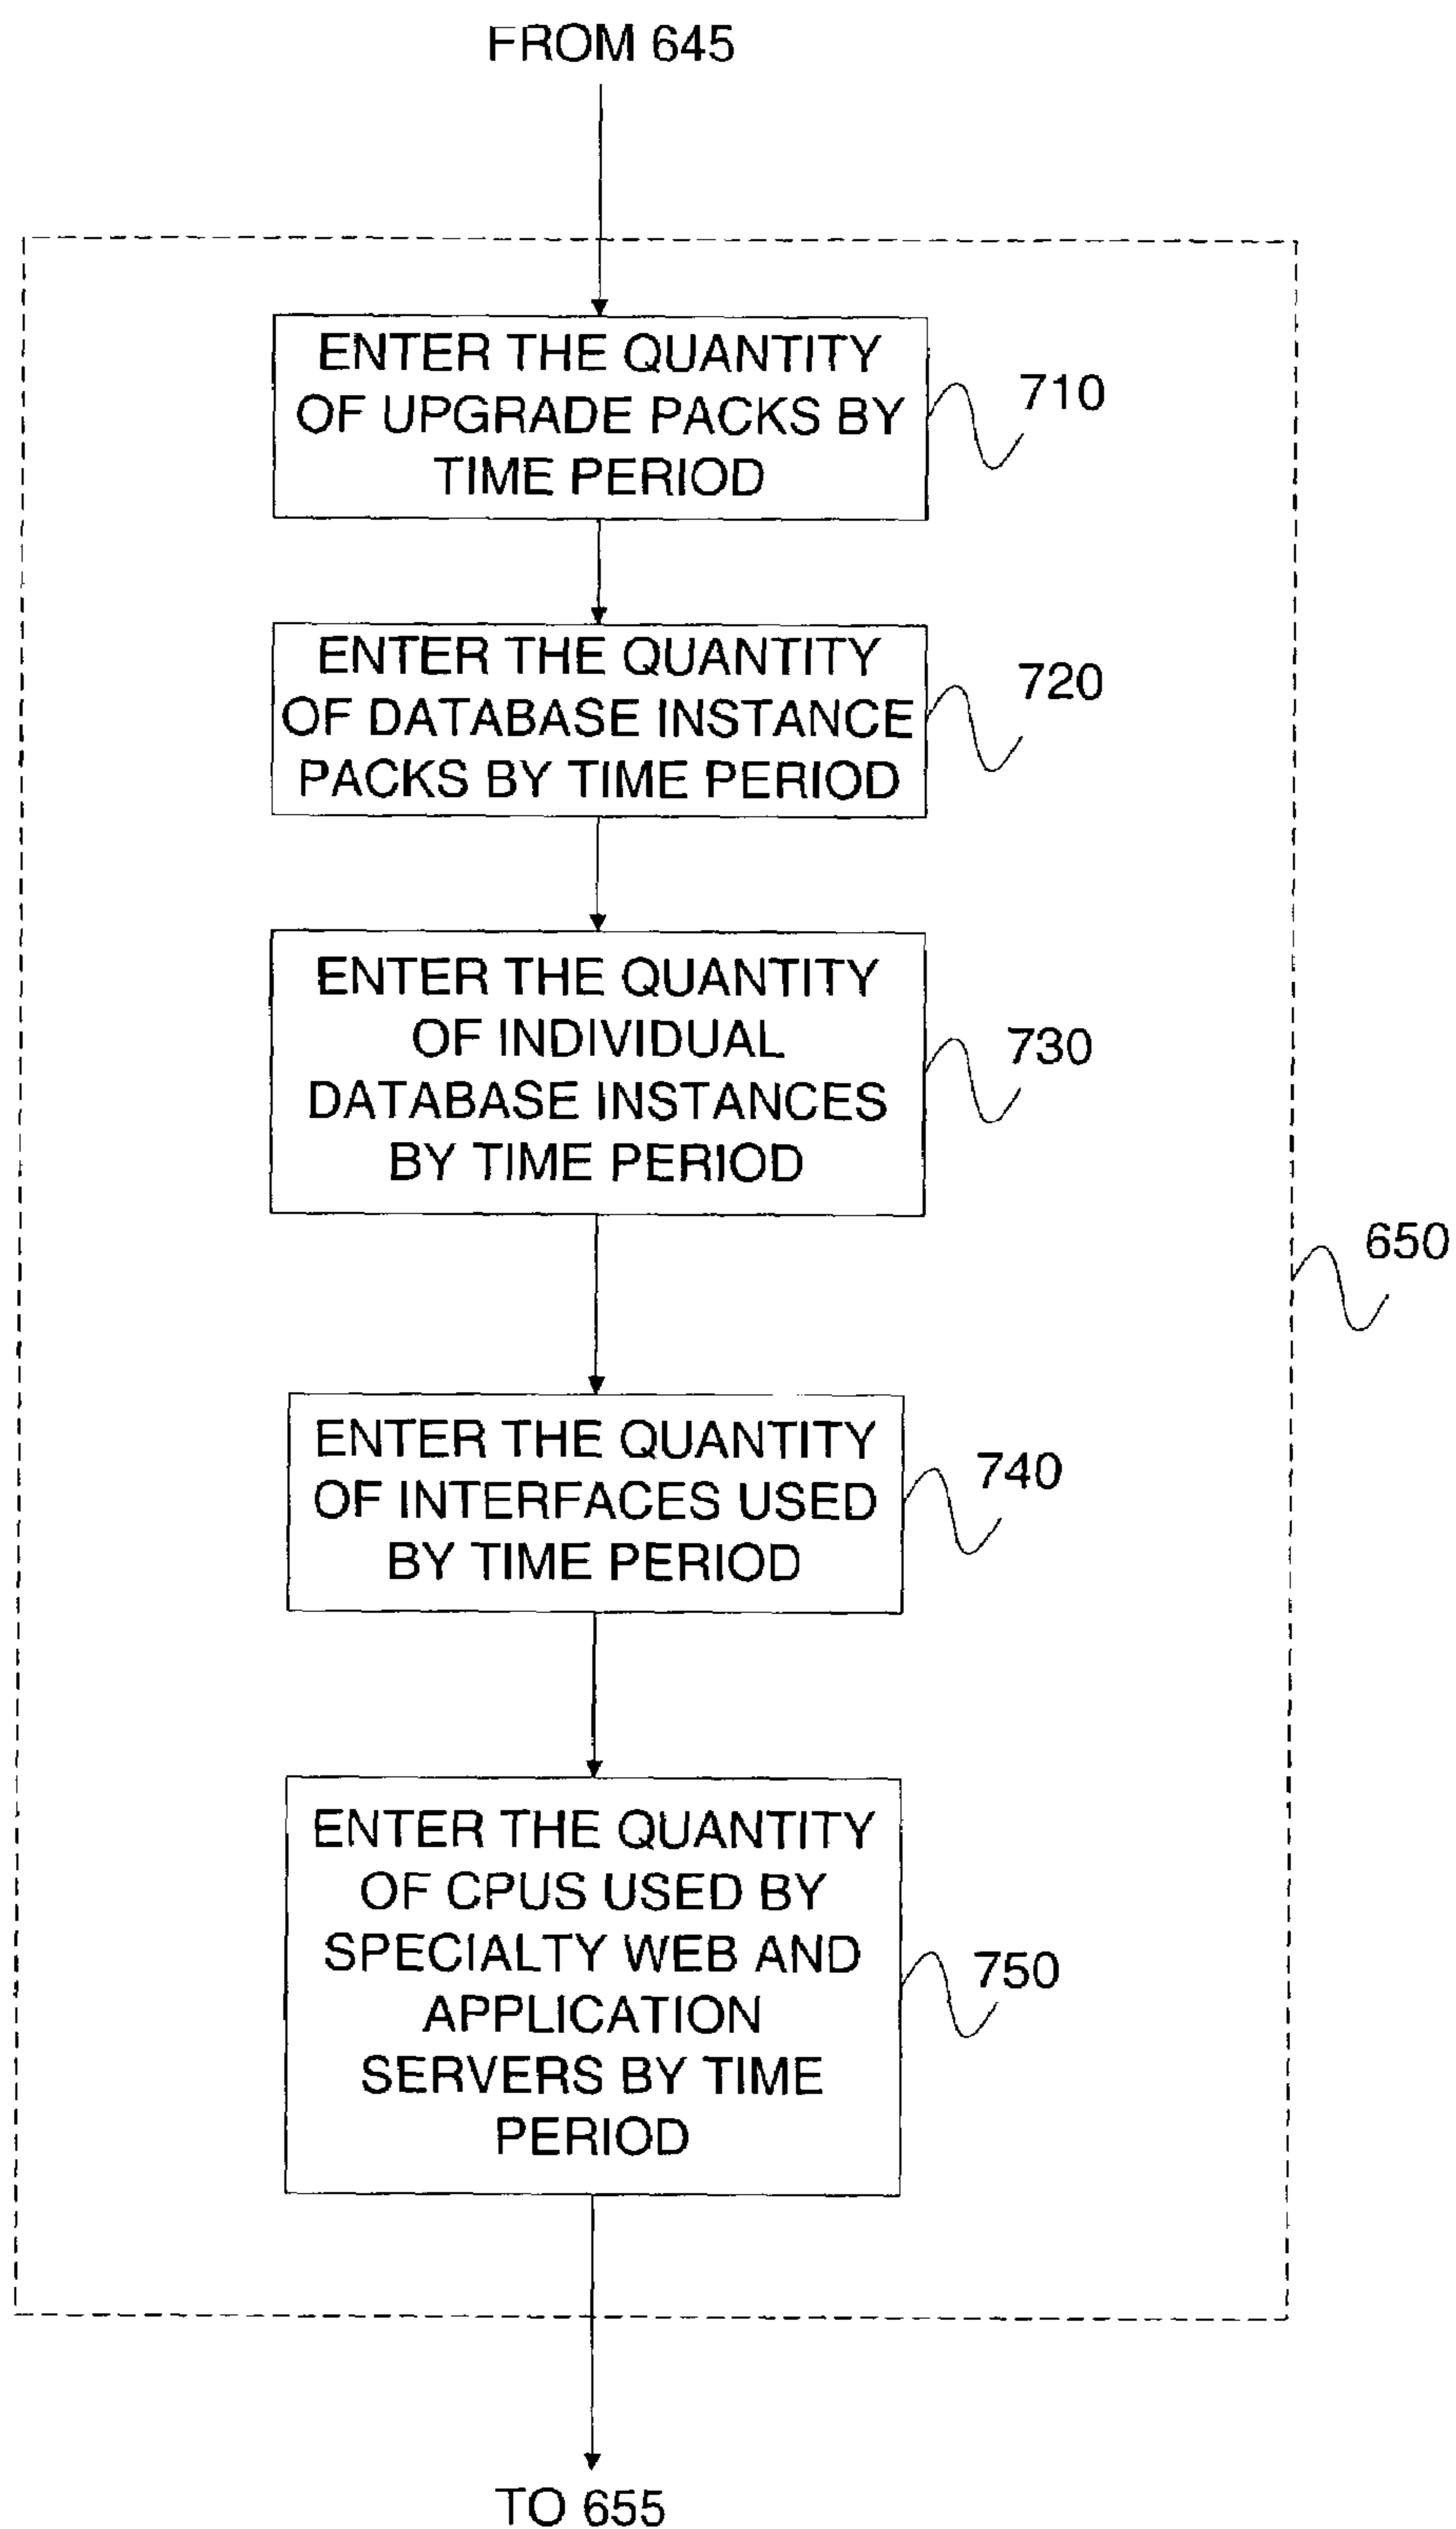 FROM 645
ENTER THE QUANTITY
OF UPGRADE PACKS BY
TIME PERIOD
710
ENTER THE QUANTITY
OF DATABASE INSTANCE
PACKS BY TIME PERIOD
720
ENTER THE QUANTITY
OF INDIVIDUAL
DATABASE INSTANCES
BY TIME PERIOD
730
650
ENTER THE QUANTITY
OF INTERFACES USED
BY TIME PERIOD
740
ENTER THE QUANTITY
OF CPUS USED BY
SPECIALTY WEB AND
APPLICATION
SERVERS BY TIME
PERIOD
750
TO 655